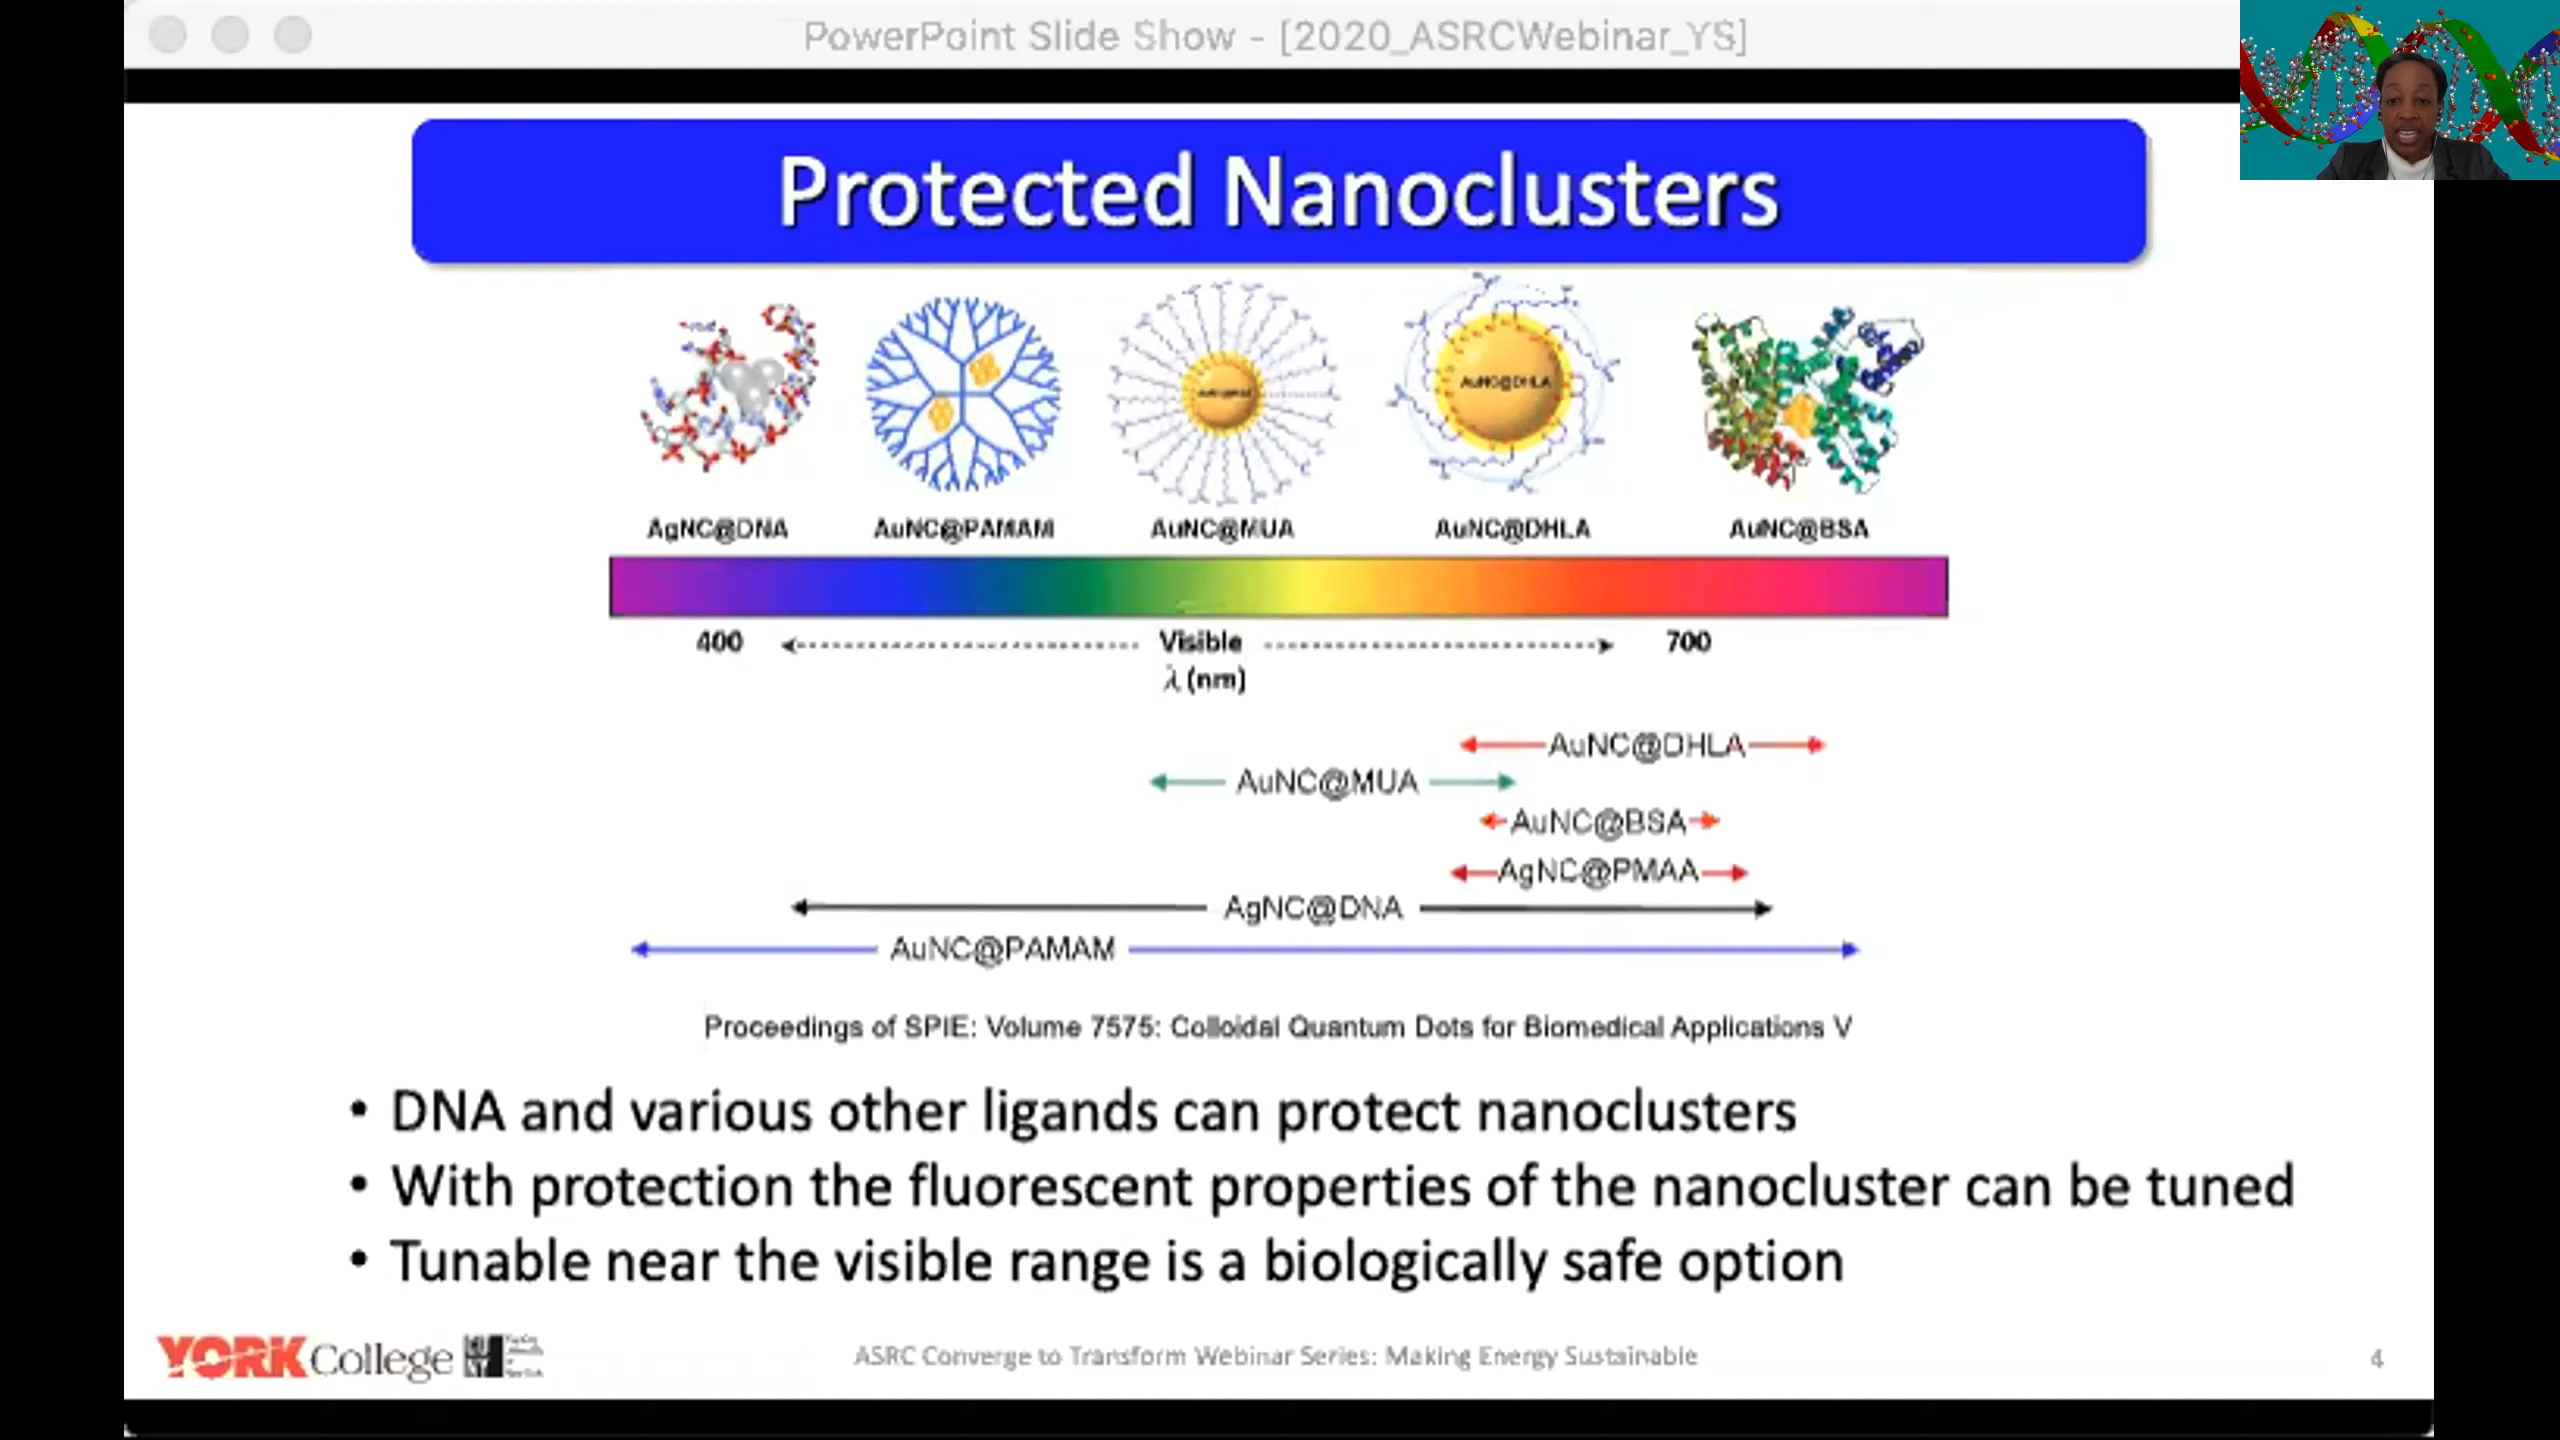 PowerPoint Slide Show - [2020_ASRCWebinar_YS]
Protected Nanoclusters
AuNC@DHLA
AgNC@DNA AuNC@PAMAM AuNC@MUA AuNC@DHLA AuNC@BSA
400 Visible 700
λ (nm)
AuNC@DHLA
AuNC@MUA
AuNC@BSA
AgNC@PMAA
AgNC@DNA
AuNC@PAMAM
Proceedings of SPIE: Volume 7575: Colloidal Quantum Dots for Biomedical Applications V
• DNA and various other ligands can protect nanoclusters
• With protection the fluorescent properties of the nanocluster can be tuned
• Tunable near the visible range is a biologically safe option
YORK College
ASRC Converge to Transform Webinar Series: Making Energy Sustainable
4